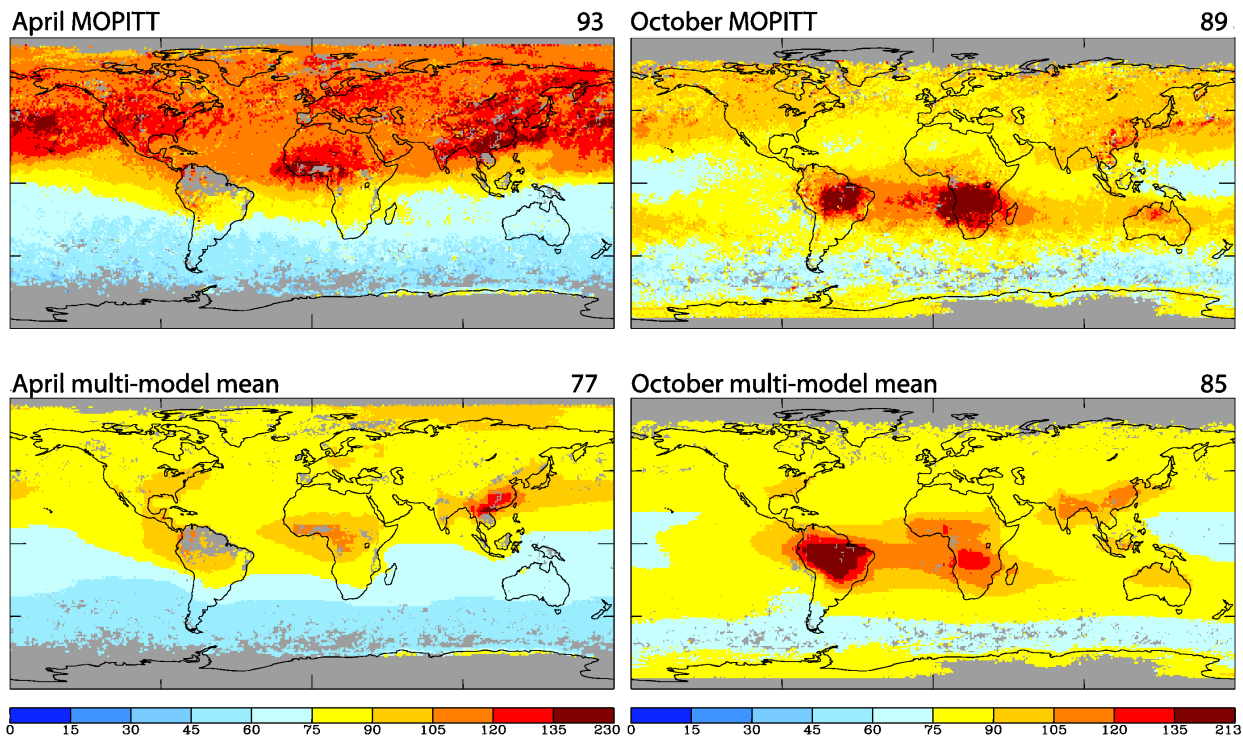 April MOPITT 93
October MOPITT 89
April multi-model mean 77
October multi-model mean 85
0 15 30 45 60 75 90 105 120 135 230
0 15 30 45 60 75 90 105 120 135 213